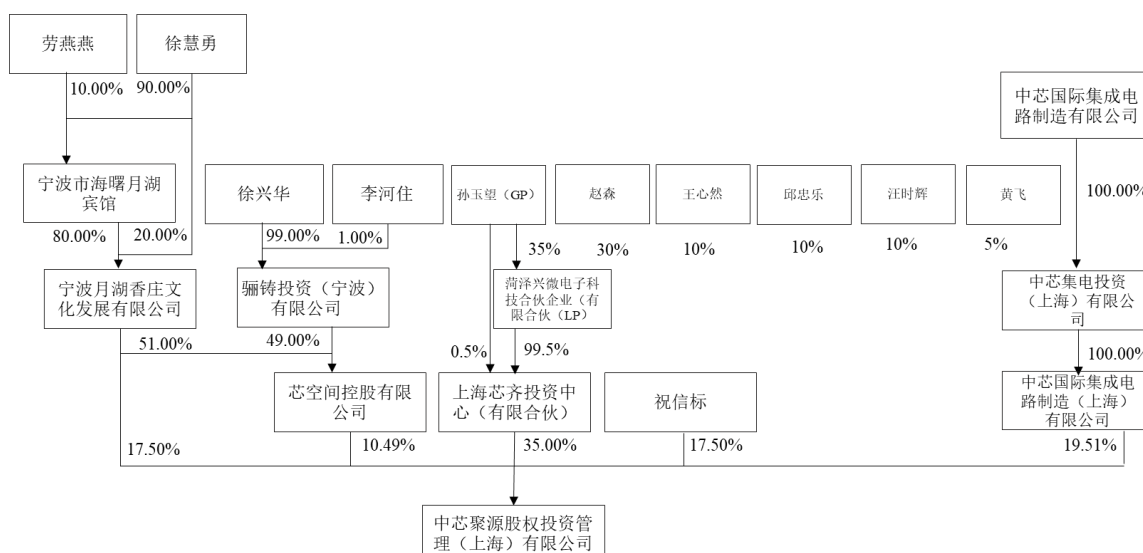 劳燕燕
徐慧勇
10.00%
90.00%
中芯国际集成电
路制造有限公司
宁波市海曙月湖
宾馆
徐兴华
李河住
孙玉望（GP）
赵森
王心然
邱忠乐
汪时辉
黄飞
100.00%
80.00%
20.00%
99.00%
1.00%
35%
30%
10%
10%
10%
5%
宁波月湖香庄文
化发展有限公司
骊铸投资（宁波）
有限公司
菏泽兴微电子科
技合伙企业（有
限合伙（LP）
中芯集电投资
（上海）有限公
司
51.00%
49.00%
0.5%
99.5%
100.00%
芯空间控股有限
公司
上海芯齐投资中
心（有限合伙）
祝信标
中芯国际集成电
路制造（上海）
有限公司
17.50%
10.49%
35.00%
17.50%
19.51%
中芯聚源股权投资管
理（上海）有限公司